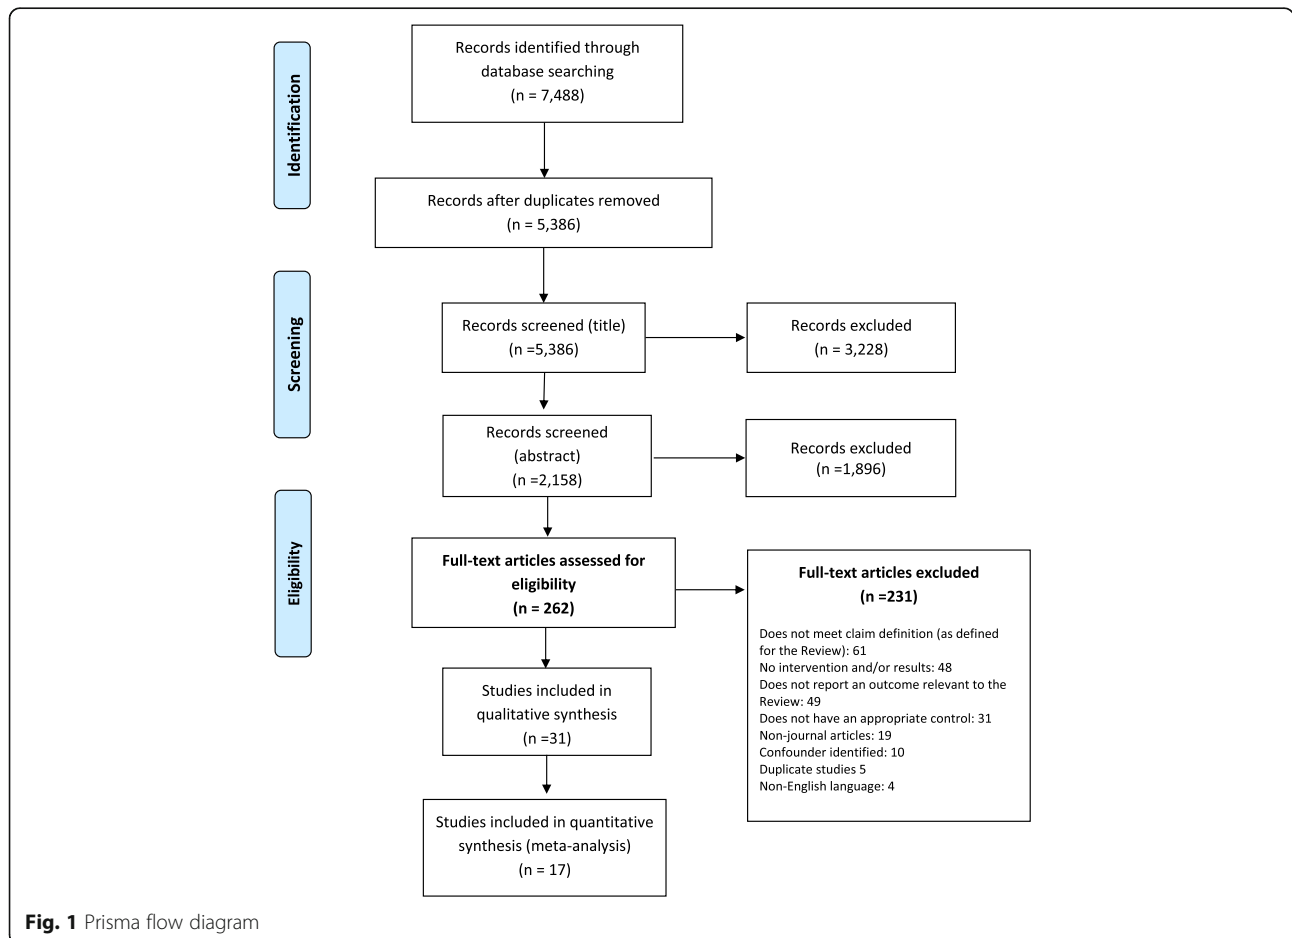 Identification
Records identified through
database searching
(n = 7,488)
Records after duplicates removed
(n = 5,386)
Screening
Records screened (title)
(n =5,386)
Records excluded
(n = 3,228)
Records screened
(abstract)
(n =2,158)
Records excluded
(n =1,896)
Eligibility
Full-text articles assessed for
eligibility
(n = 262)
Full-text articles excluded
(n =231)
Does not meet claim definition (as defined
for the Review): 61
No intervention and/or results: 48
Does not report an outcome relevant to the
Review: 49
Does not have an appropriate control: 31
Non-journal articles: 19
Confounder identified: 10
Duplicate studies 5
Non-English language: 4
Studies included in
qualitative synthesis
(n =31)
Studies included in quantitative
synthesis (meta-analysis)
(n = 17)
Fig. 1 Prisma flow diagram